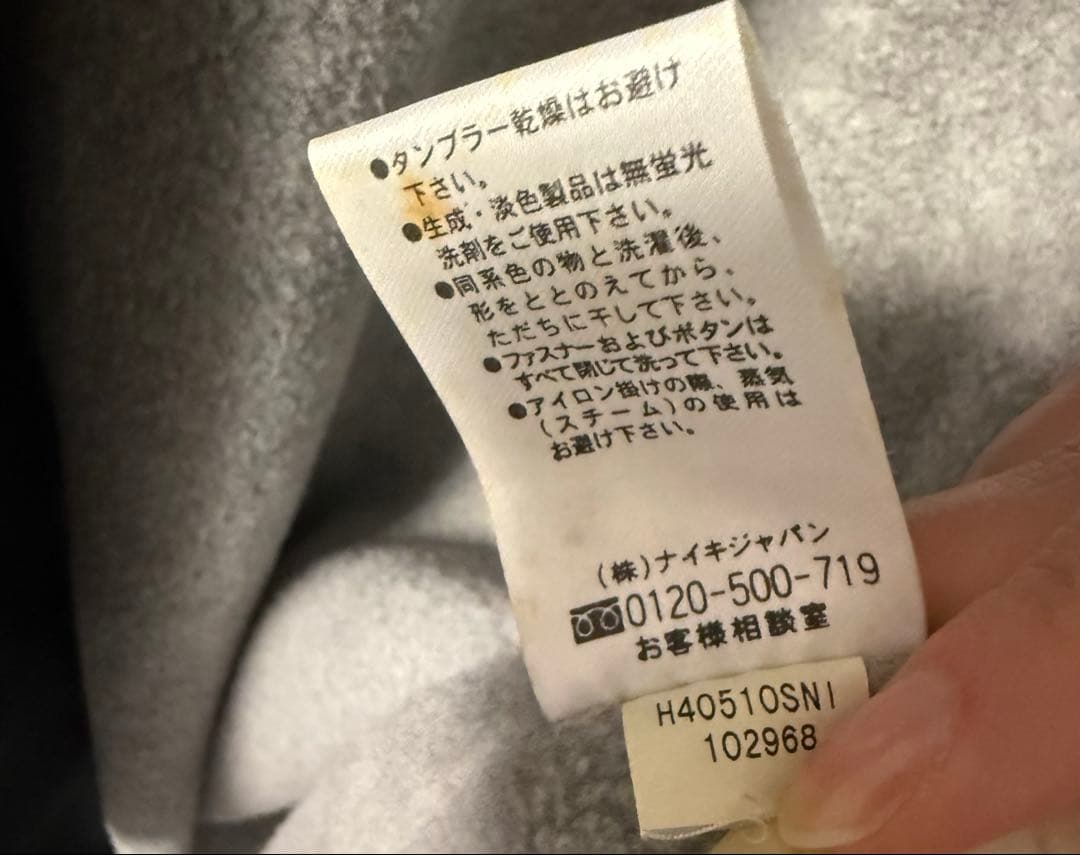 ●タンブラー乾燥はお避け
下さい。
●生成・淡色製品は無蛍光
洗剤をご使用下さい。
●同系色の物と洗濯後、
形をととのえてから、
ただちに干して下さい。
●ファスナーおよびボタンは
すべて閉じて洗って下さい。
●アイロン掛けの際、蒸気
(スチーム)の使用は
お避け下さい。
(株)ナイキジャパン
0120-500-719
お客様相談室
H40510SNI
102968